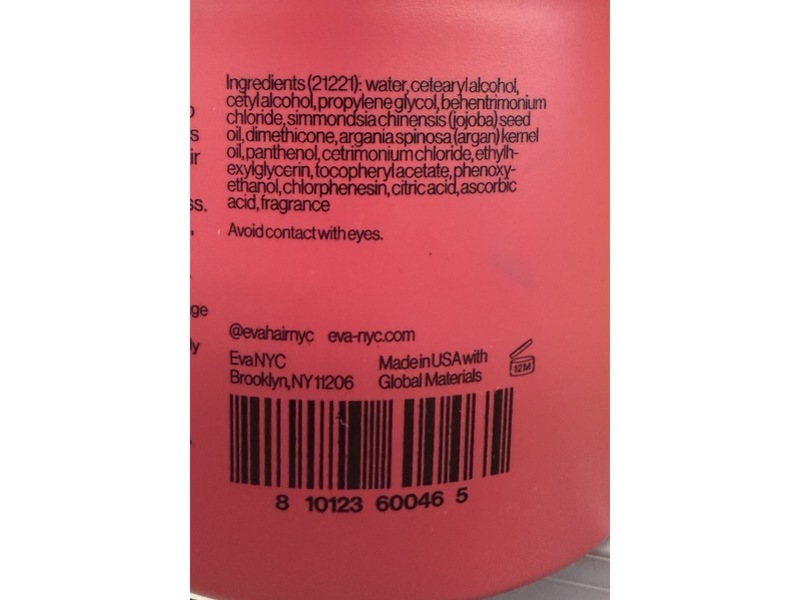 Ingredients (21221): water, cetearyl alcohol,
cetyl alcohol, propylene glycol, behentrimonium
chloride, simmondsia chinensis (jojoba) seed
oil, dimethicone, argania spinosa (argan) kernel
oil, panthenol, cetrimonium chloride, ethylh-
exylglycerin, tocopheryl acetate, phenoxy-
ethanol, chlorphenesin, citric acid, ascorbic
acid, fragrance
Avoid contact with eyes.
@evahairnyc eva-nyc.com
Eva NYC Made in USA with
Brooklyn, NY 11206 Global Materials
12M
8 10123 60046 5